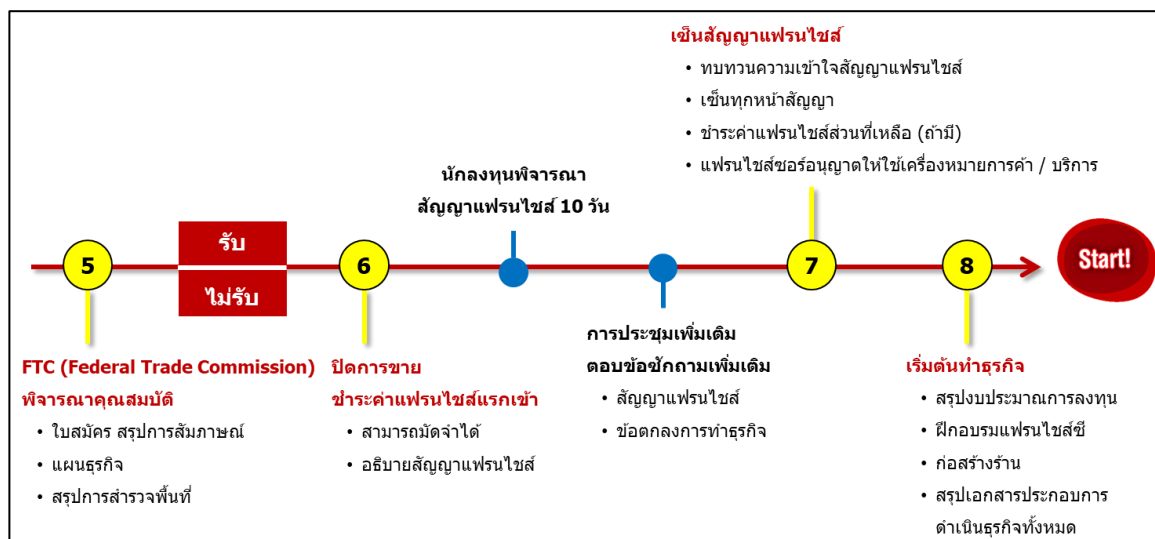 เซ็นสัญญาแฟรนไชส์
• ทบทวนความเข้าใจสัญญาแฟรนไชส์
• เซ็นทุกหน้าสัญญา
• ชำระค่าแฟรนไชส์ส่วนที่เหลือ (ถ้ามี)
• แฟรนไชส์ซอร์อนุญาตให้ใช้เครื่องหมายการค้า / บริการ
นักลงทุนพิจารณา
สัญญาแฟรนไชส์ 10 วัน
5
รับ
ไม่รับ
6
7
8
Start!
FTC (Federal Trade Commission)
พิจารณาคุณสมบัติ
• ใบสมัคร สรุปการสัมภาษณ์
• แผนธุรกิจ
• สรุปการสำรวจพื้นที่
ปิดการขาย
ชำระค่าแฟรนไชส์แรกเข้า
• สามารถมัดจำได้
• อธิบายสัญญาแฟรนไชส์
การประชุมเพิ่มเติม
ตอบข้อซักถามเพิ่มเติม
• สัญญาแฟรนไชส์
• ข้อตกลงการทำธุรกิจ
เริ่มต้นทำธุรกิจ
• สรุปงบประมาณการลงทุน
• ฝึกอบรมแฟรนไชส์ซี
• ก่อสร้างร้าน
• สรุปเอกสารประกอบการ
ดำเนินธุรกิจทั้งหมด